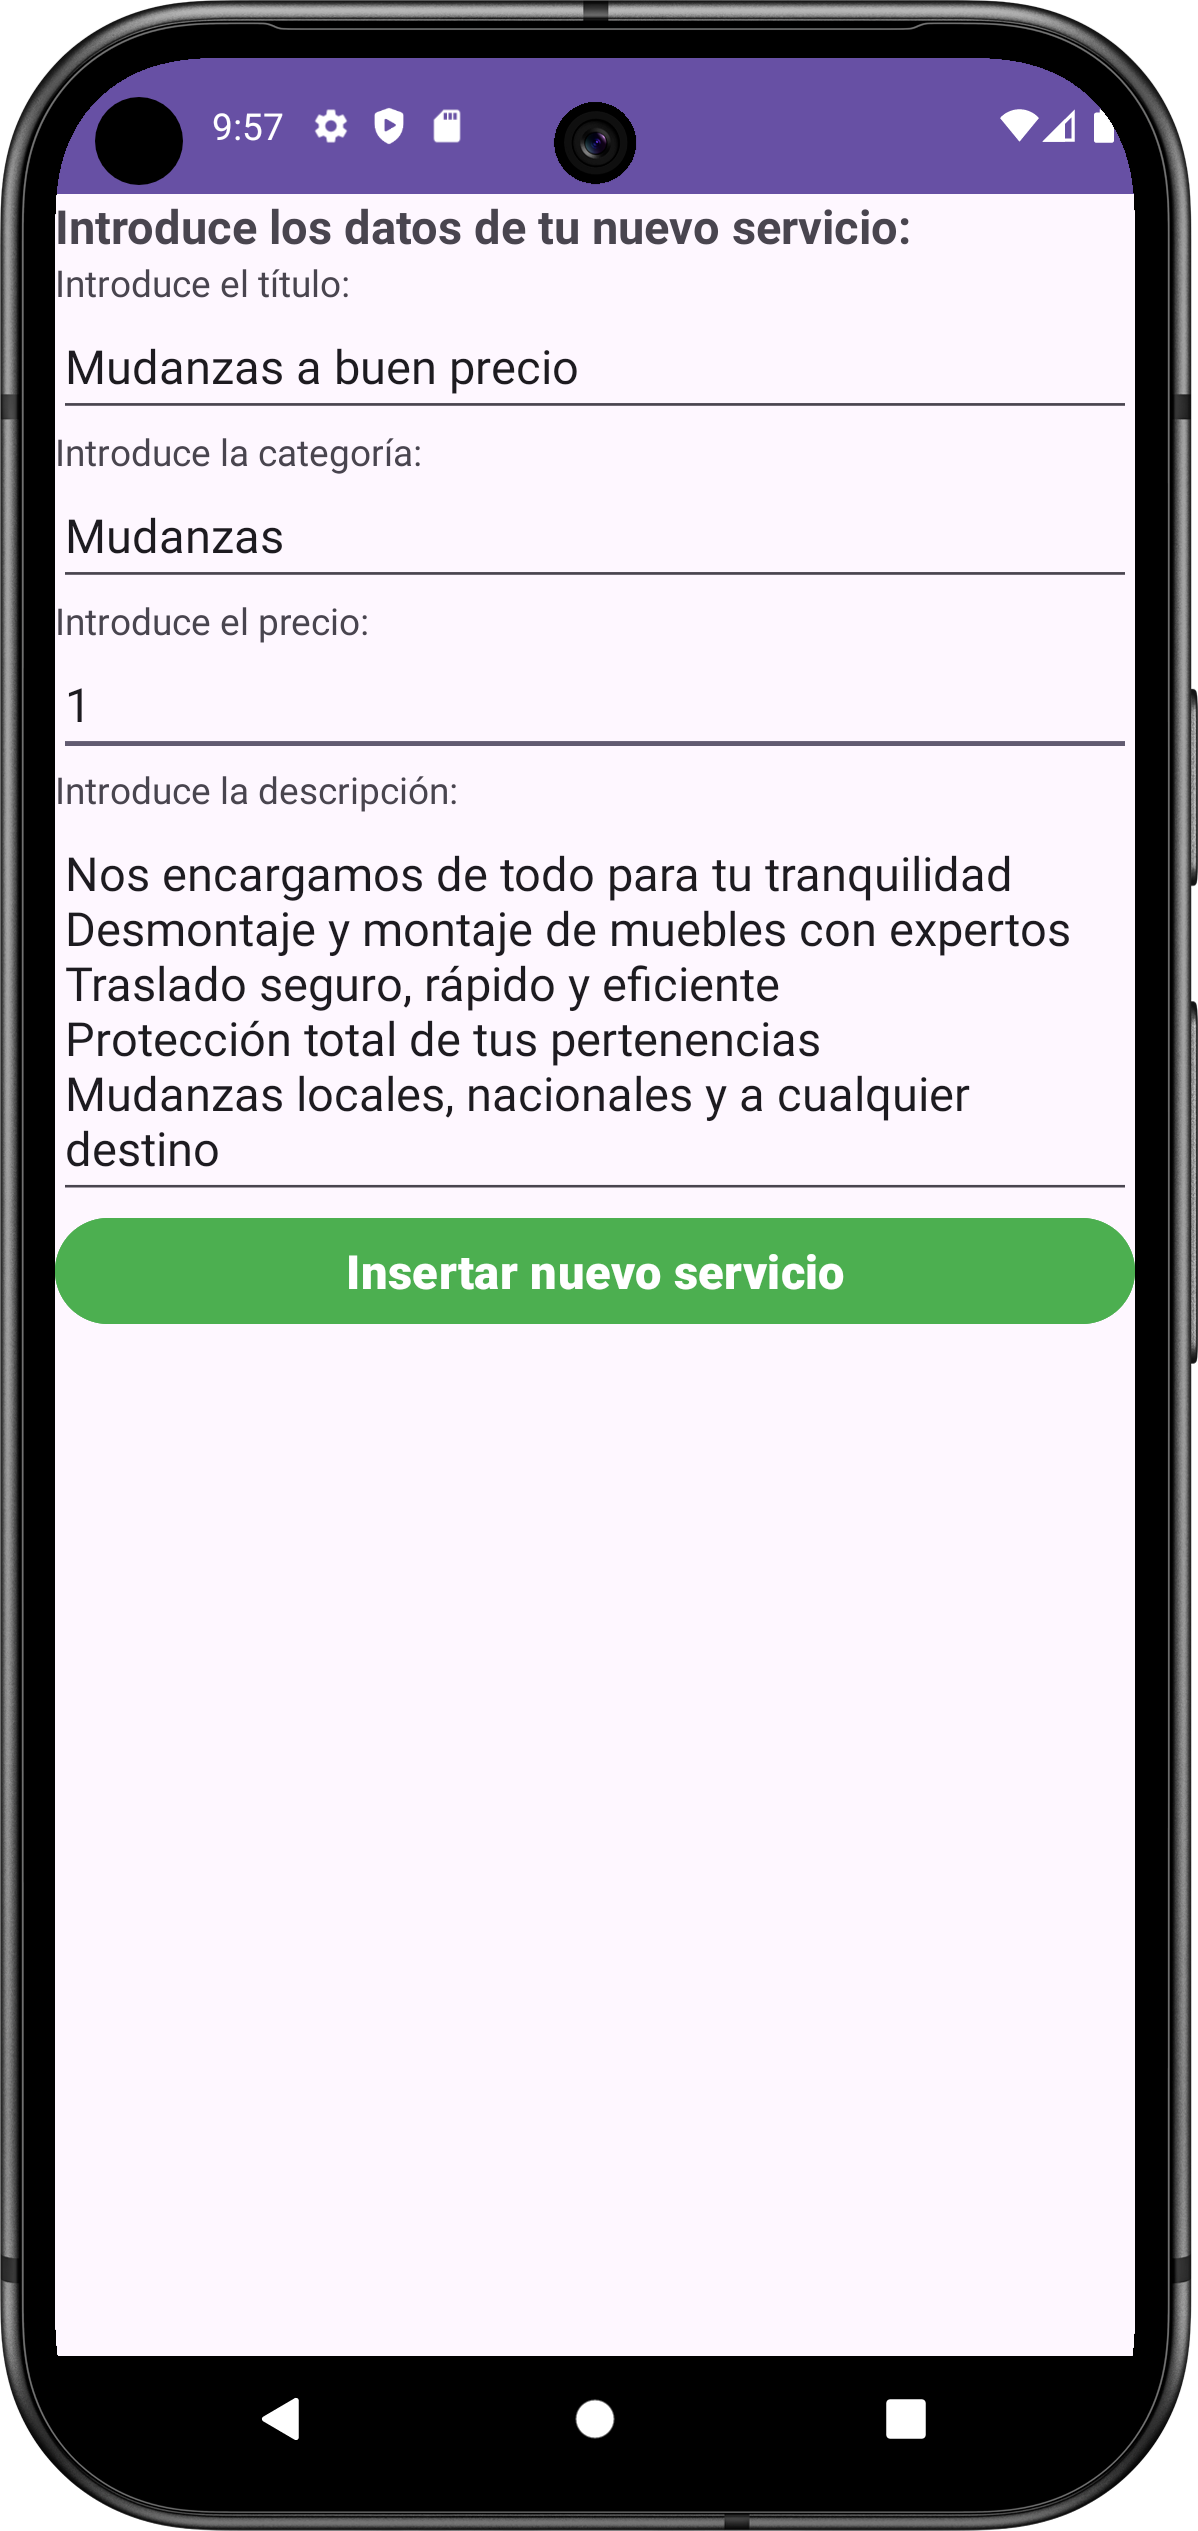 9:57
Introduce los datos de tu nuevo servicio:
Introduce el título:
Mudanzas a buen precio
Introduce la categoría:
Mudanzas
Introduce el precio:
1
Introduce la descripción:
Nos encargamos de todo para tu tranquilidad
Desmontaje y montaje de muebles con expertos
Traslado seguro, rápido y eficiente
Protección total de tus pertenencias
Mudanzas locales, nacionales y a cualquier
destino
Insertar nuevo servicio